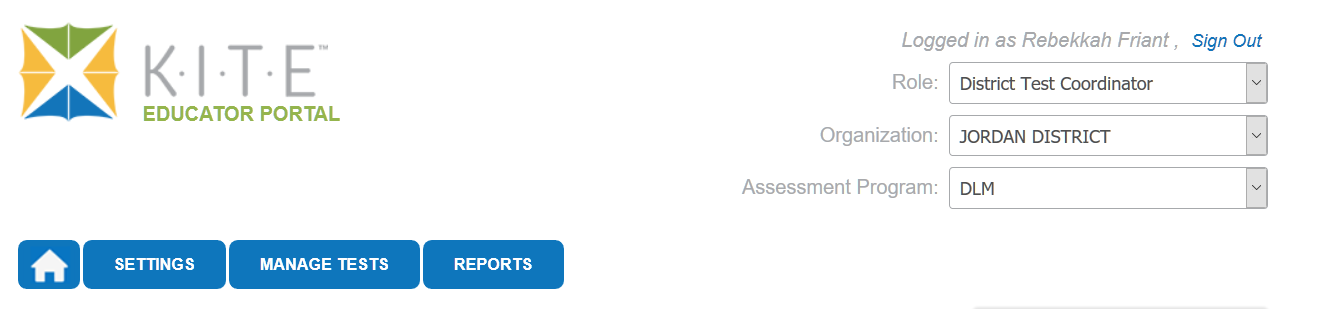 Logged in as Rebekkah Friant , Sign Out
K·I·T·E™
EDUCATOR PORTAL
Role: District Test Coordinator
Organization: JORDAN DISTRICT
Assessment Program: DLM
SETTINGS MANAGE TESTS REPORTS